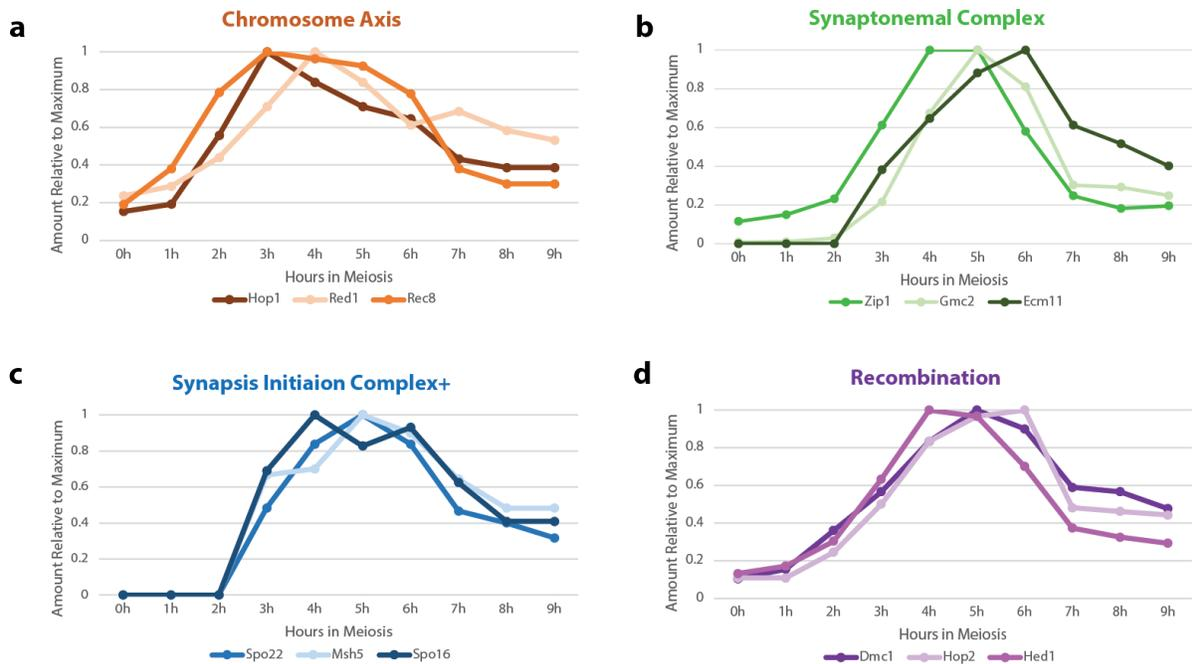 a
Chromosome Axis
Amount Relative to Maximum
1
0.8
0.6
0.4
0.2
0
0h 1h 2h 3h 4h 5h 6h 7h 8h 9h
Hours in Meiosis
Hop1 Red1 Rec8
b
Synaptonemal Complex
Amount Relative to Maximum
1
0.8
0.6
0.4
0.2
0
0h 1h 2h 3h 4h 5h 6h 7h 8h 9h
Hours in Meiosis
Zip1 Gmc2 Ecm11
c
Synapsis Initiaion Complex+
Amount Relative to Maximum
1
0.8
0.6
0.4
0.2
0
0h 1h 2h 3h 4h 5h 6h 7h 8h 9h
Hours in Meiosis
Spo22 Msh5 Spo16
d
Recombination
Amount Relative to Maximum
1
0.8
0.6
0.4
0.2
0
0h 1h 2h 3h 4h 5h 6h 7h 8h 9h
Hours in Meiosis
Dmc1 Hop2 Hed1